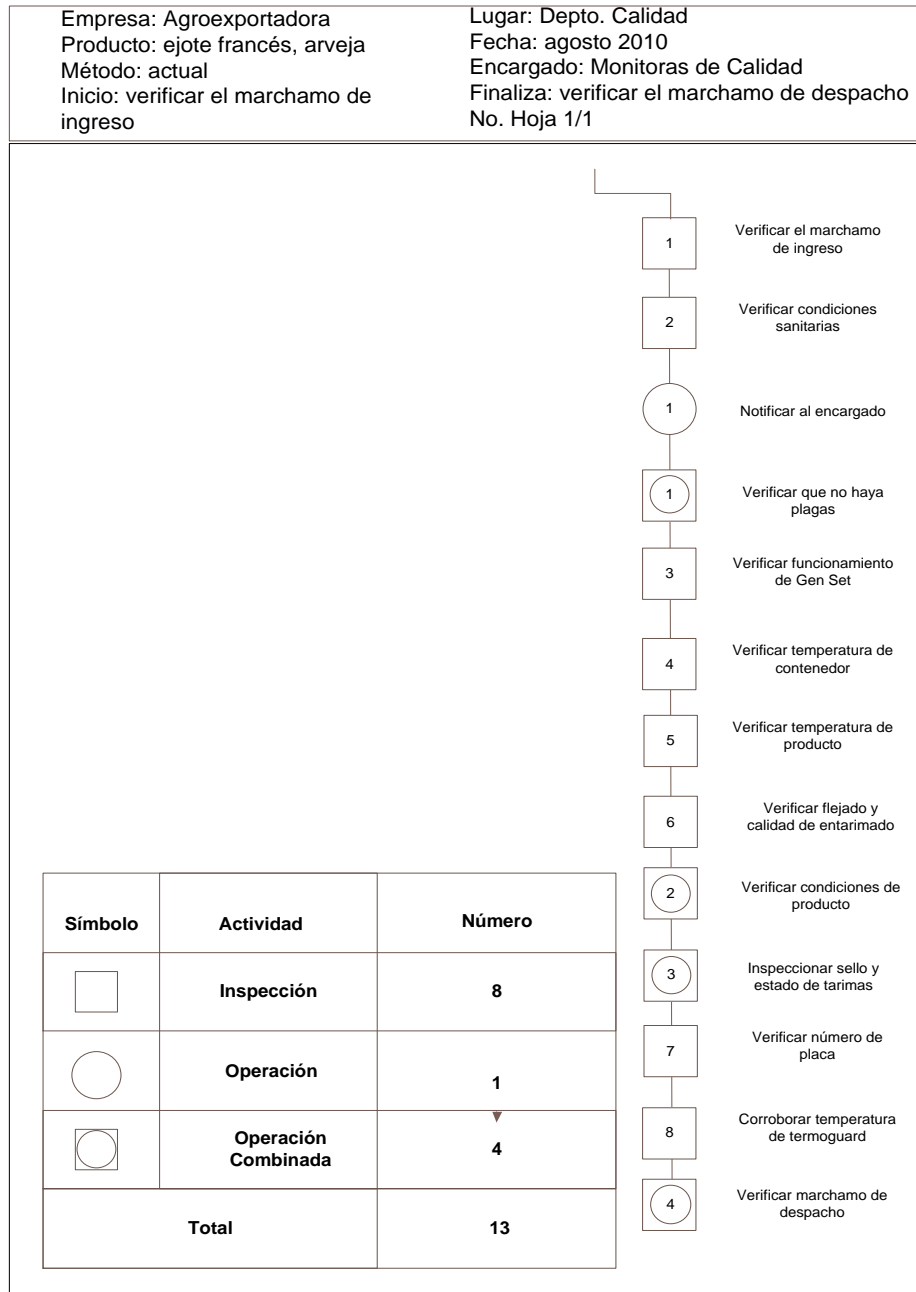 Empresa: Agroexportadora
Producto: ejote francés, arveja
Método: actual
Inicio: verificar el marchamo de
ingreso
Lugar: Depto. Calidad
Fecha: agosto 2010
Encargado: Monitoras de Calidad
Finaliza: verificar el marchamo de despacho
No. Hoja 1/1
1
Verificar el marchamo
de ingreso
2
Verificar condiciones
sanitarias
1
Notificar al encargado
1
Verificar que no haya
plagas
3
Verificar funcionamiento
de Gen Set
4
Verificar temperatura de
contenedor
5
Verificar temperatura de
producto
6
Verificar flejado y
calidad de entarimado
2
Verificar condiciones de
producto
3
Inspeccionar sello y
estado de tarimas
7
Verificar número de
placa
8
Corroborar temperatura
de termoguard
4
Verificar marchamo de
despacho
Símbolo Actividad Número
Inspección 8
Operación 1
Operación
Combinada 4
Total 13